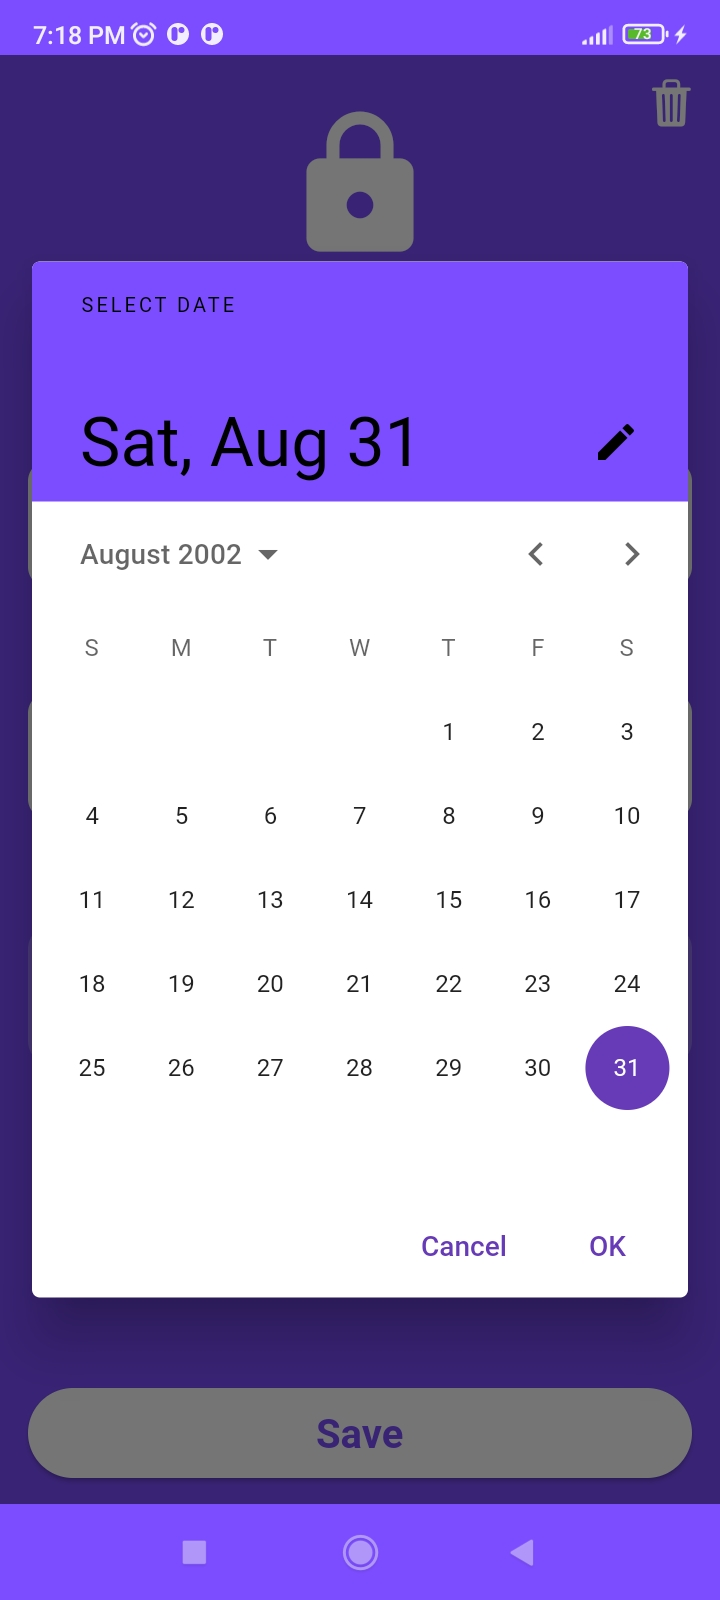 7:18 PM 73
SELECT DATE
Sat, Aug 31
August 2002
S M T W T F S
1 2 3
4 5 6 7 8 9 10
11 12 13 14 15 16 17
18 19 20 21 22 23 24
25 26 27 28 29 30 31
Cancel OK
Save